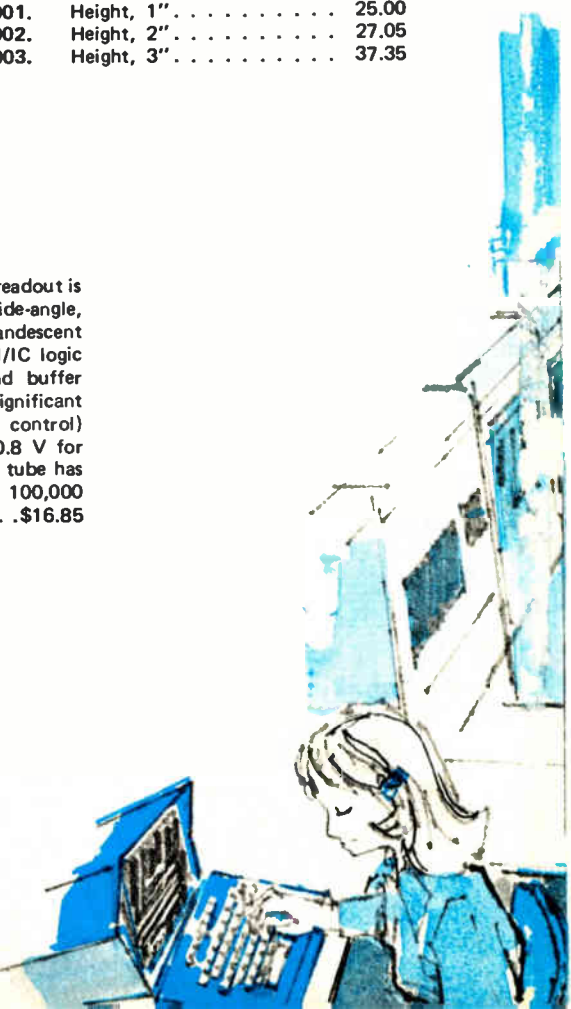 001. Height, 1''. . . . . . . . . . . 25.00
002. Height, 2''. . . . . . . . . . . 27.05
003. Height, 3''. . . . . . . . . . . 37.35
readout is
ide-angle,
andescent
I/IC logic
d buffer
ignificant
control)
0.8 V for
tube has
100,000
. .$16.85